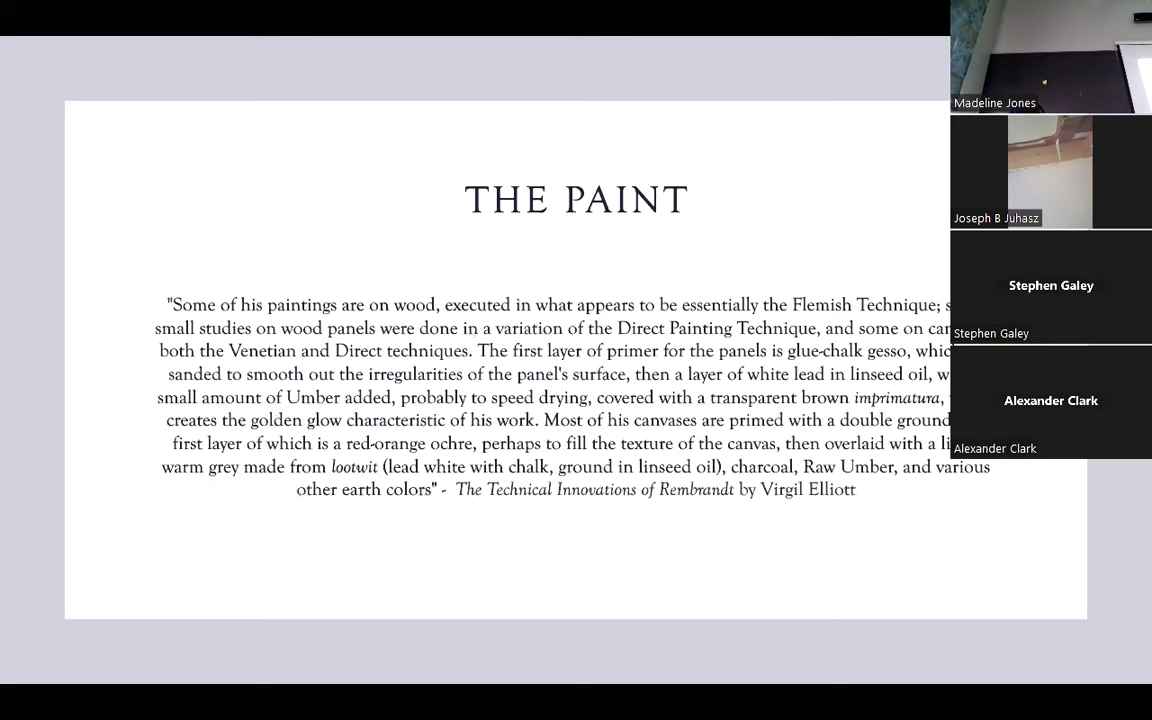 THE PAINT
"Some of his paintings are on wood, executed in what appears to be essentially the Flemish Technique;
small studies on wood panels were done in a variation of the Direct Painting Technique, and some on
both the Venetian and Direct techniques. The first layer of primer for the panels is glue-chalk gesso,
sanded to smooth out the irregularities of the panel's surface, then a layer of white lead in linseed oil,
small amount of Umber added, probably to speed drying, covered with a transparent brown imprimatura,
creates the golden glow characteristic of his work. Most of his canvases are primed with a double ground
first layer of which is a red-orange ochre, perhaps to fill the texture of the canvas, then overlaid with a
warm grey made from lootwit (lead white with chalk, ground in linseed oil), charcoal, Raw Umber, and various
other earth colors" - The Technical Innovations of Rembrandt by Virgil Elliott
Madeline Jones
Joseph B Juhasz
Stephen Galey
Stephen Galey
Alexander Clark
Alexander Clark